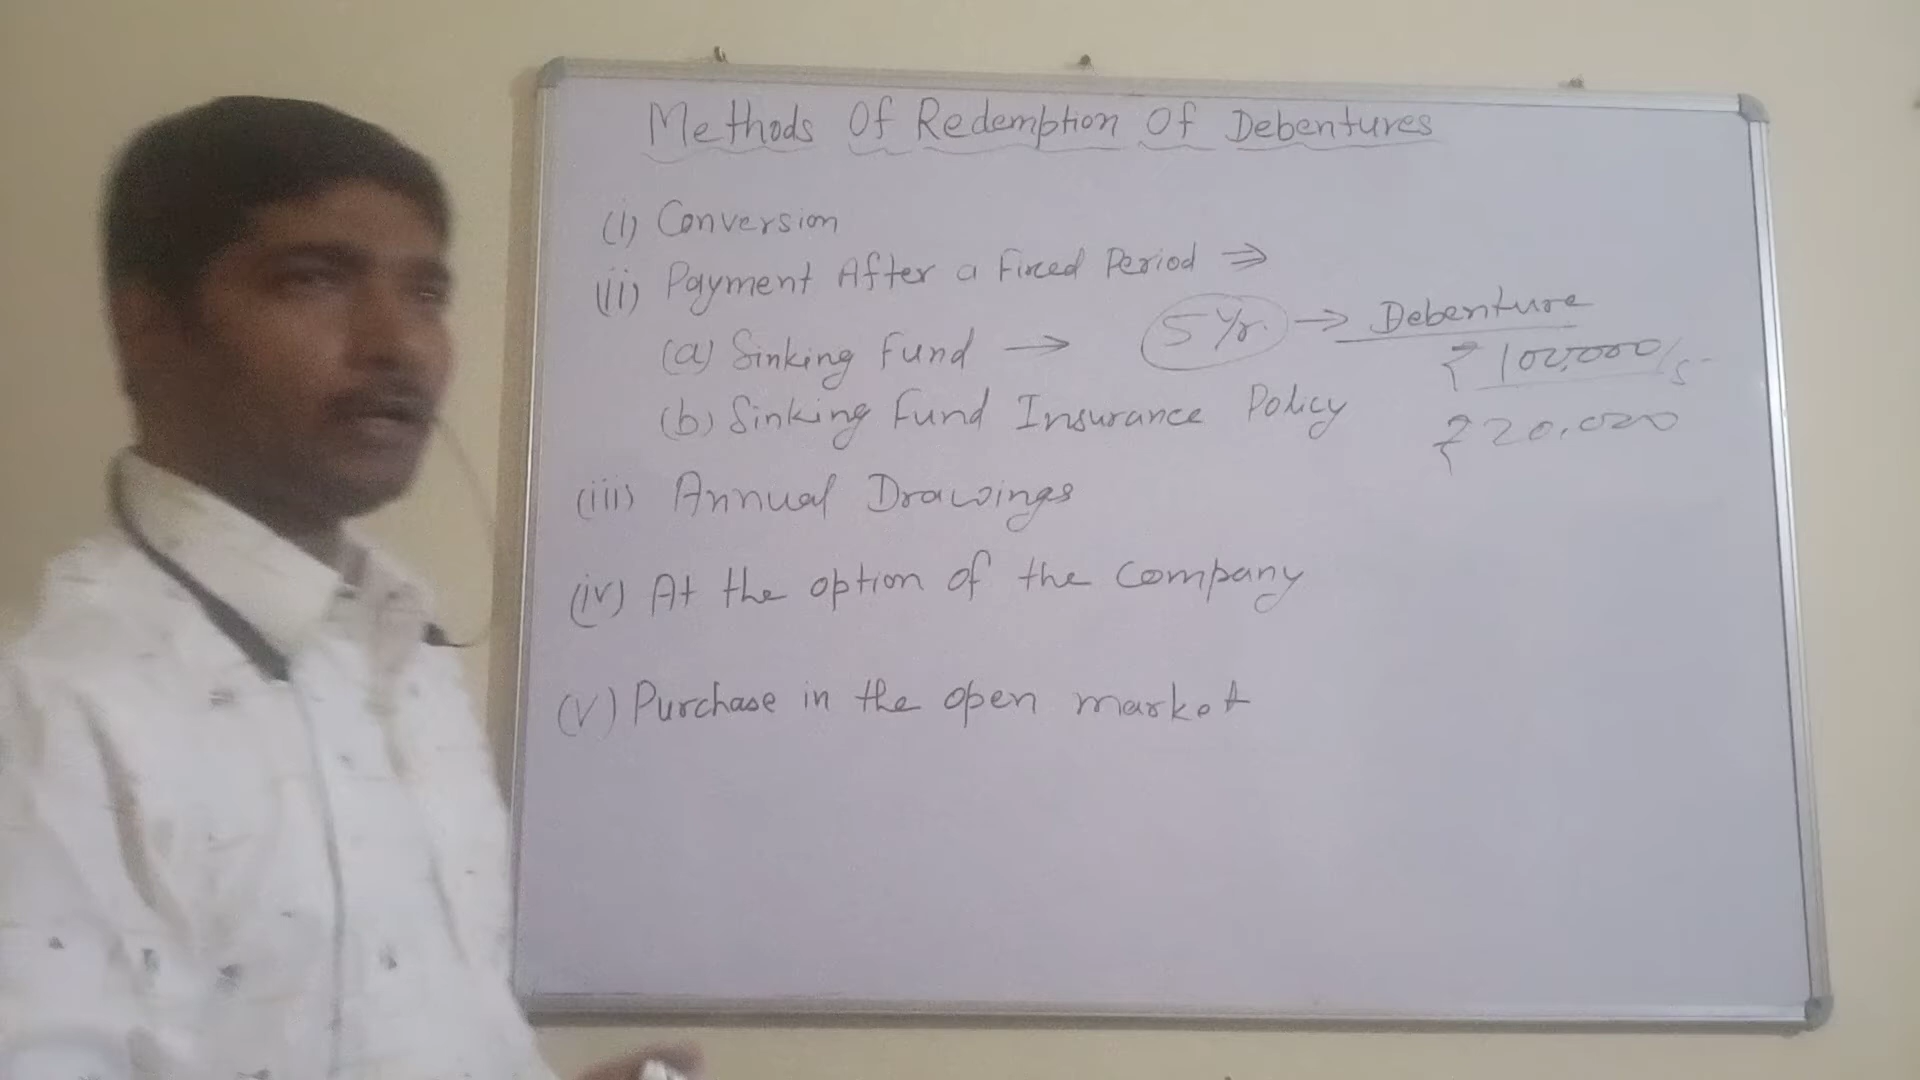 Methods Of Redemption Of Debentures
(i) Conversion
(ii) Payment After a Fixed Period ⇒
(a) Sinking Fund → 5 Yr. → Debenture
₹ 100,000/5
(b) Sinking Fund Insurance Policy
₹ 20,000
(iii) Annual Drawings
(iv) At the option of the Company
(v) Purchase in the open market